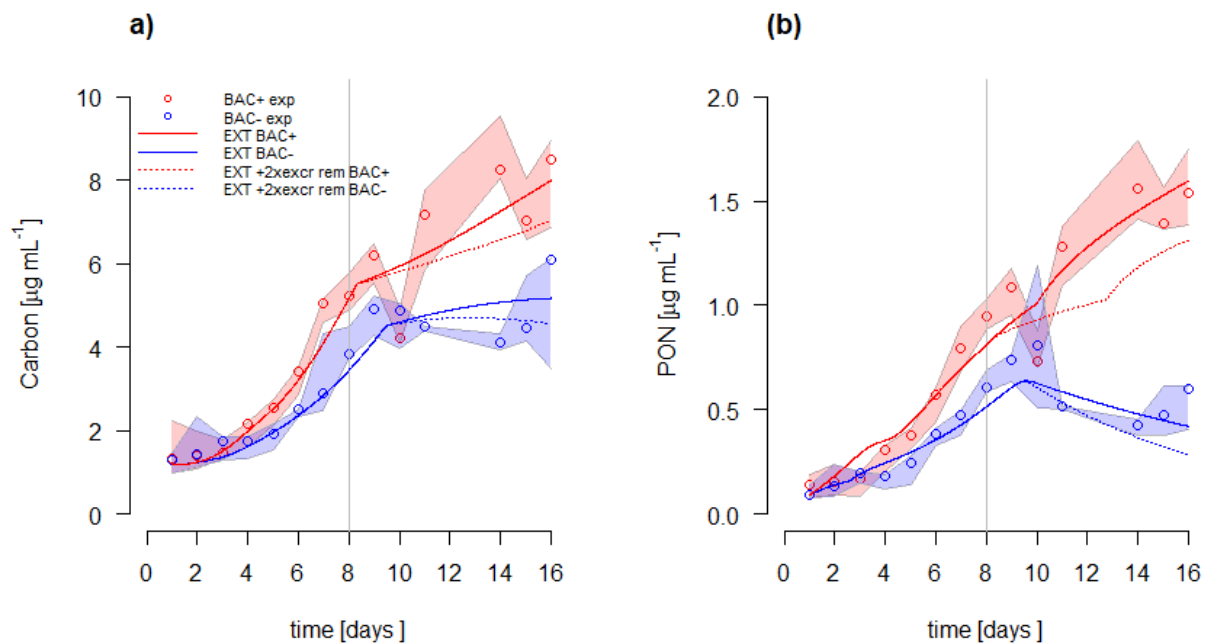 a)
10
8
6
4
2
0
Carbon [µg mL⁻¹]
BAC+ exp
BAC- exp
EXT BAC+
EXT BAC-
EXT +2xexcr rem BAC+
EXT +2xexcr rem BAC-
0 2 4 6 8 10 12 14 16
time [days ]
(b)
2.0
1.5
1.0
0.5
0.0
PON [µg mL⁻¹]
0 2 4 6 8 10 12 14 16
time [days ]